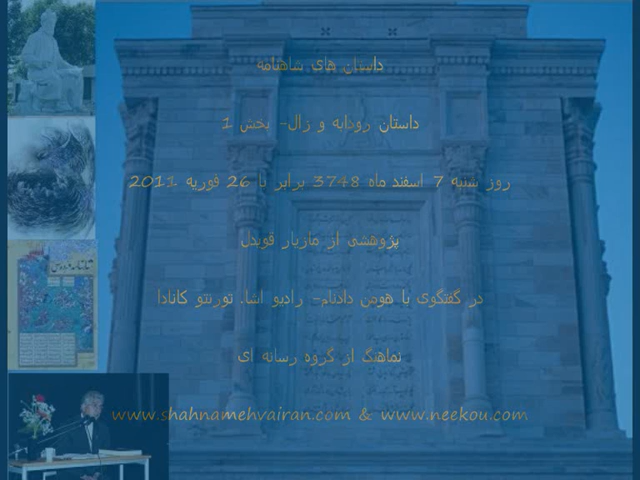 داستان های شاهنامه
داستان رودابه و زال- بخش 1
روز شنبه 7 اسفند ماه 3748 برابر با 26 فوریه 2011
پژوهشی از مازیار قویدل
در گفتگوی با هومن دادنام- رادیو اشا. تورنتو کانادا
نماهنگ از گروه رسانه ای
www.shahnamehvairan.com & www.neekou.com